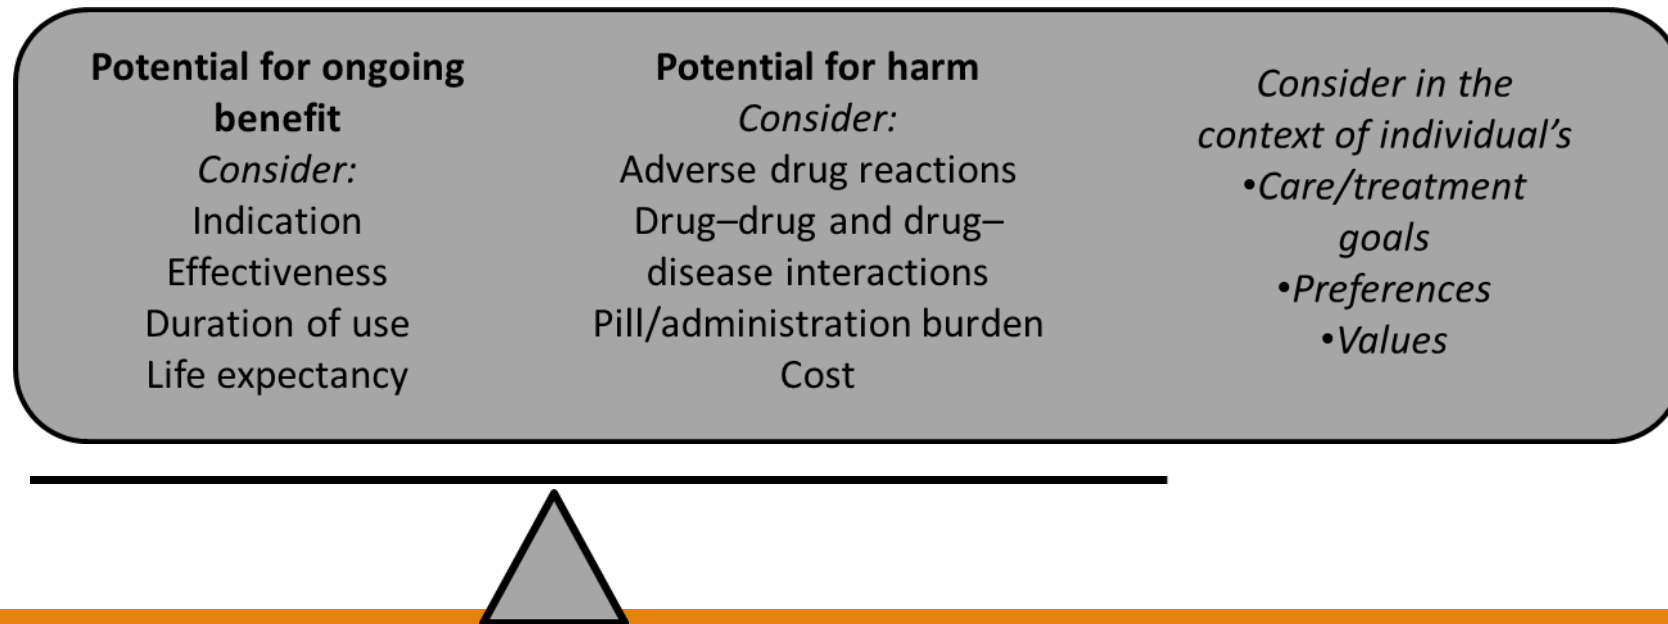 Potential for ongoing
benefit
Consider:
Indication
Effectiveness
Duration of use
Life expectancy
Potential for harm
Consider:
Adverse drug reactions
Drug–drug and drug–
disease interactions
Pill/administration burden
Cost
Consider in the
context of individual’s
•Care/treatment
goals
•Preferences
•Values